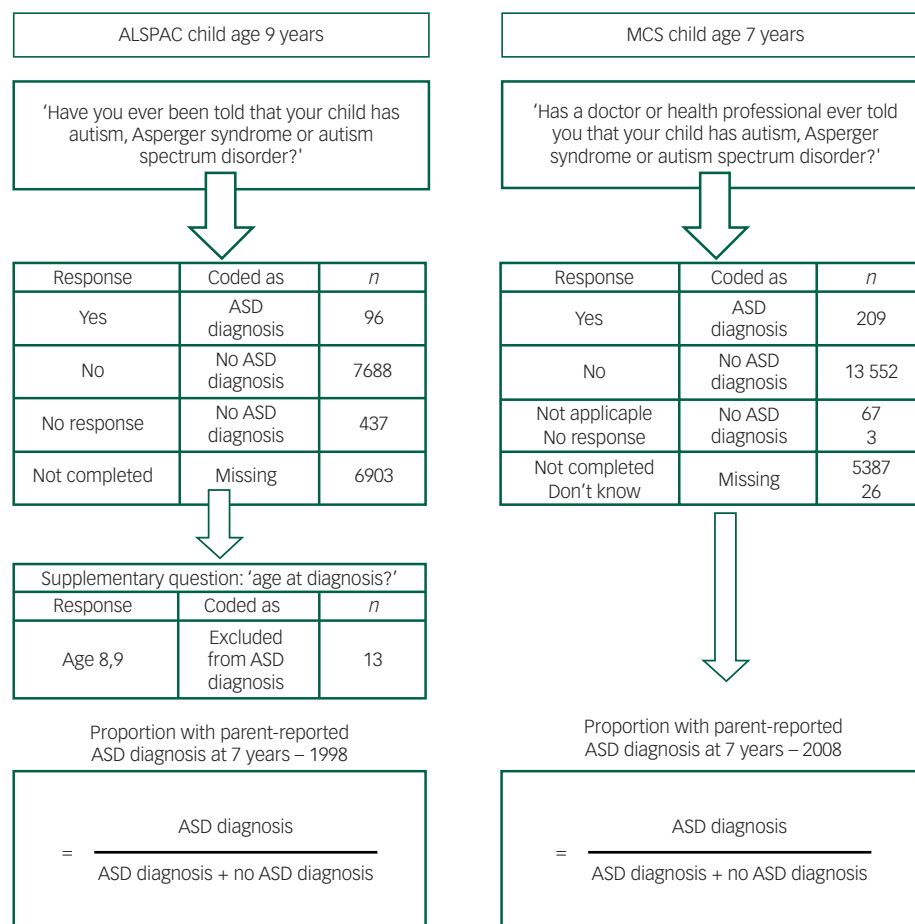 ALSPAC child age 9 years
'Have you ever been told that your child has
autism, Asperger syndrome or autism
spectrum disorder?'
Response Coded as n
Yes ASD
diagnosis 96
No No ASD
diagnosis 7688
No response No ASD
diagnosis 437
Not completed Missing 6903
Supplementary question: 'age at diagnosis?'
Response Coded as n
Age 8,9 Excluded
from ASD
diagnosis 13
Proportion with parent-reported
ASD diagnosis at 7 years – 1998
= ASD diagnosis
ASD diagnosis + no ASD diagnosis
MCS child age 7 years
'Has a doctor or health professional ever told
you that your child has autism, Asperger
syndrome or autism spectrum disorder?'
Response Coded as n
Yes ASD
diagnosis 209
No No ASD
diagnosis 13 552
Not applicaple No ASD 67
No response diagnosis 3
Not completed Missing 5387
Don't know 26
Proportion with parent-reported
ASD diagnosis at 7 years – 2008
= ASD diagnosis
ASD diagnosis + no ASD diagnosis